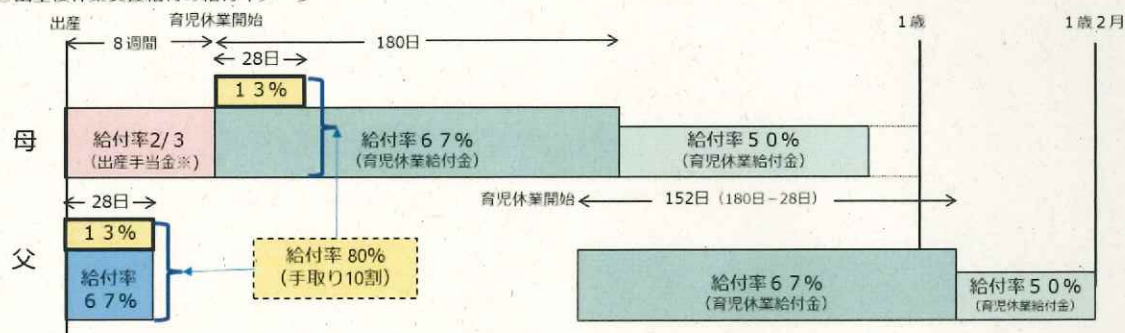 出産
育児休業開始
1歳
1歳2月
8週間
180日
28日
13%
母
給付率2/3
(出産手当金※)
給付率67%
(育児休業給付金)
給付率50%
(育児休業給付金)
28日
育児休業開始
152日(180日-28日)
13%
父
給付率
67%
給付率80%
(手取り10割)
給付率67%
(育児休業給付金)
給付率50%
(育児休業給付金)